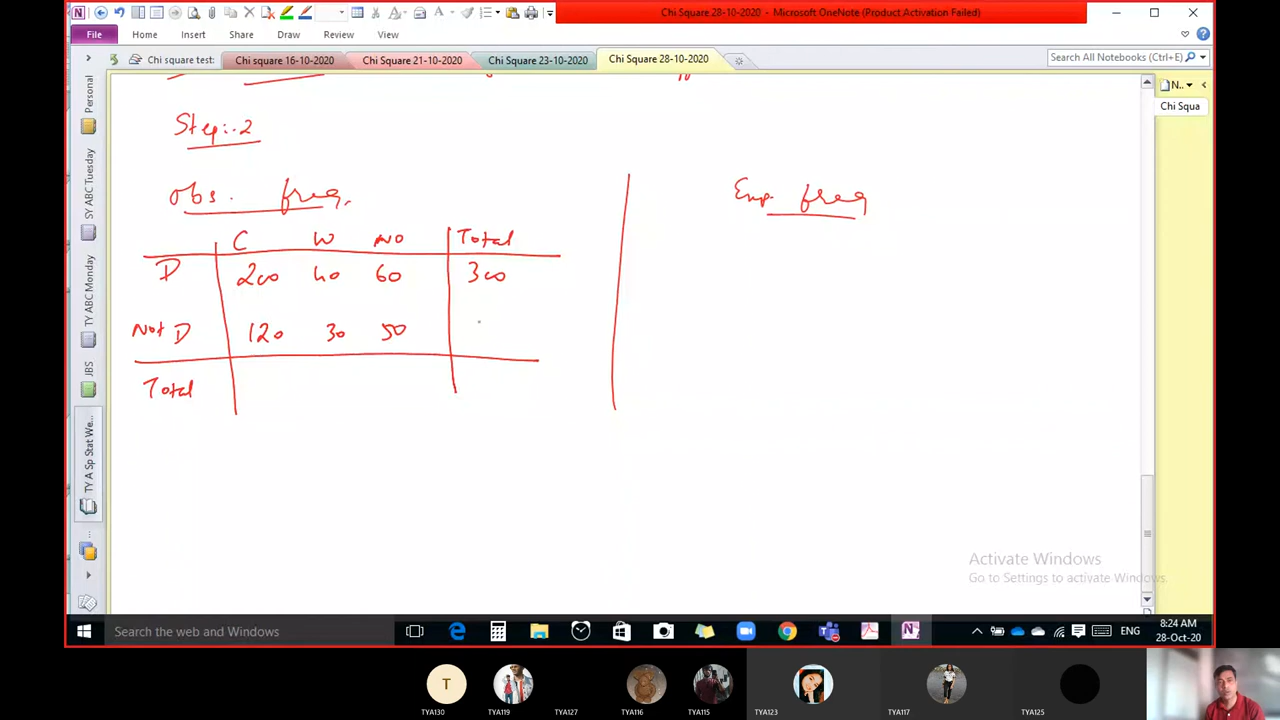 Chi Square 28-10-2020 - Microsoft OneNote (Product Activation Failed)
File Home Insert Share Draw Review View
Chi square test: Chi square 16-10-2020 Chi Square 21-10-2020 Chi Square 23-10-2020 Chi Square 28-10-2020
Search All Notebooks (Ctrl+E)
N..
Chi Squa
Personal
SY ABC Tuesday
TY ABC Monday
JBS
TY A Sp Stat We...
Step:-2
Obs. freq.
Exp. freq
C W NO Total
D 200 40 60 300
Not D 120 30 50
Total
Activate Windows
Go to Settings to activate Windows.
Search the web and Windows
ENG
8:24 AM
28-Oct-20
T
TYA130 TYA119 TYA127 TYA116 TYA115 TYA123 TYA117 TYA125